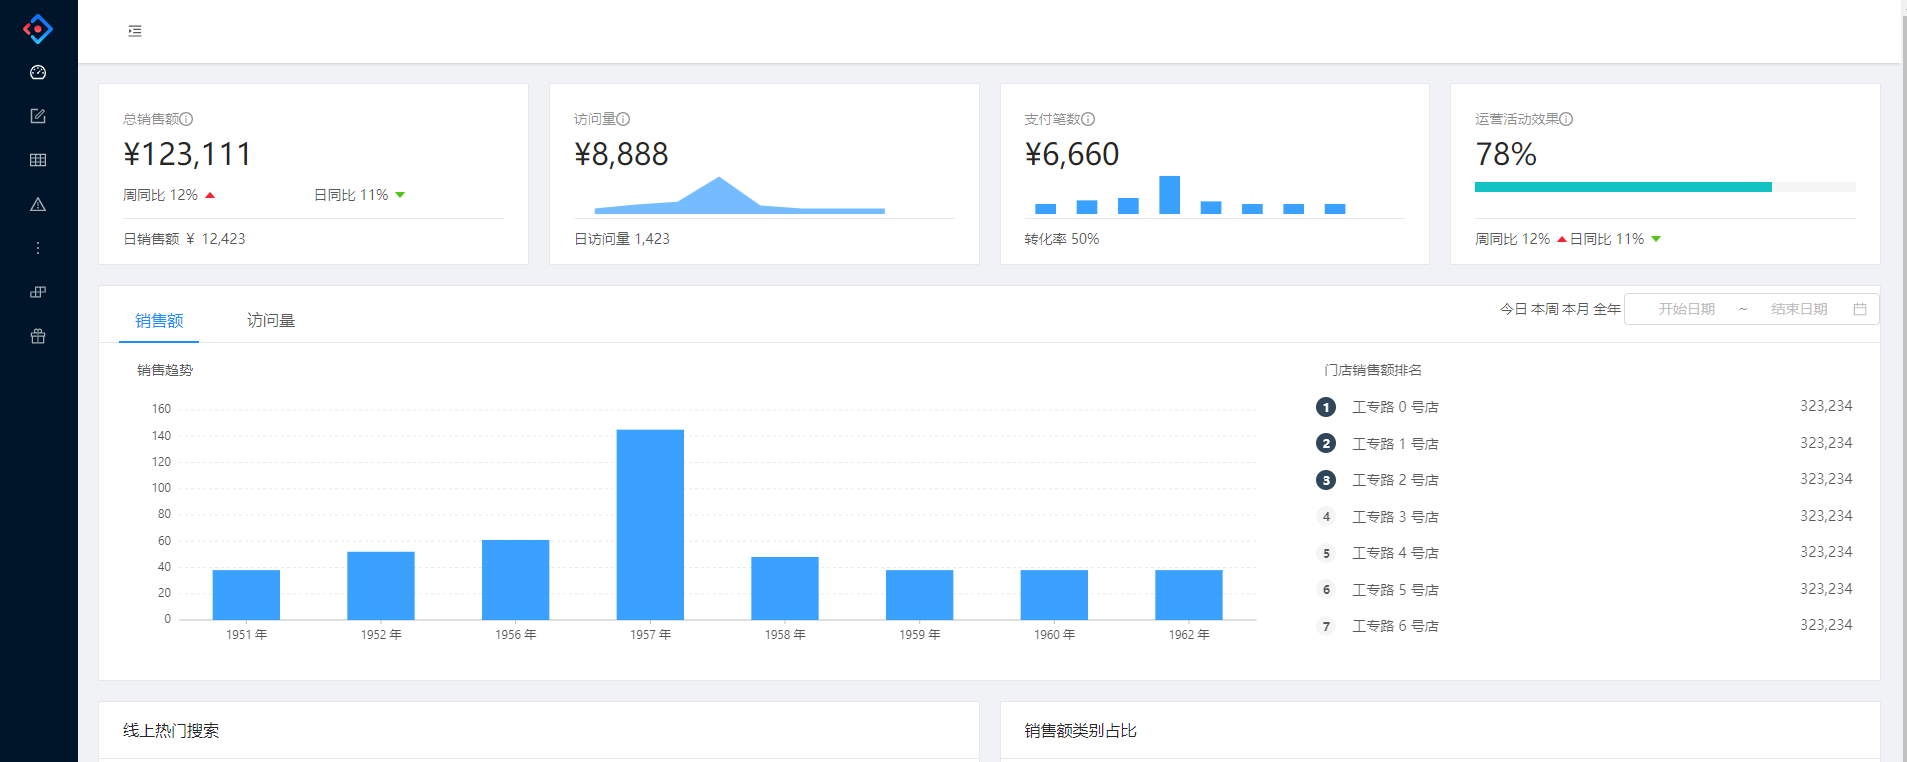 总销售额
¥123,111
周同比 12% 日同比 11%
日销售额 ¥ 12,423
访问量
¥8,888
日访问量 1,423
支付笔数
¥6,660
转化率 50%
运营活动效果
78%
周同比 12% 日同比 11%
销售额 访问量
今日 本周 本月 全年 开始日期 ~ 结束日期
销售趋势
160
140
120
100
80
60
40
20
0
1951 年 1952 年 1956 年 1957 年 1958 年 1959 年 1960 年 1962 年
门店销售额排名
1 工专路 0 号店 323,234
2 工专路 1 号店 323,234
3 工专路 2 号店 323,234
4 工专路 3 号店 323,234
5 工专路 4 号店 323,234
6 工专路 5 号店 323,234
7 工专路 6 号店 323,234
线上热门搜索
销售额类别占比